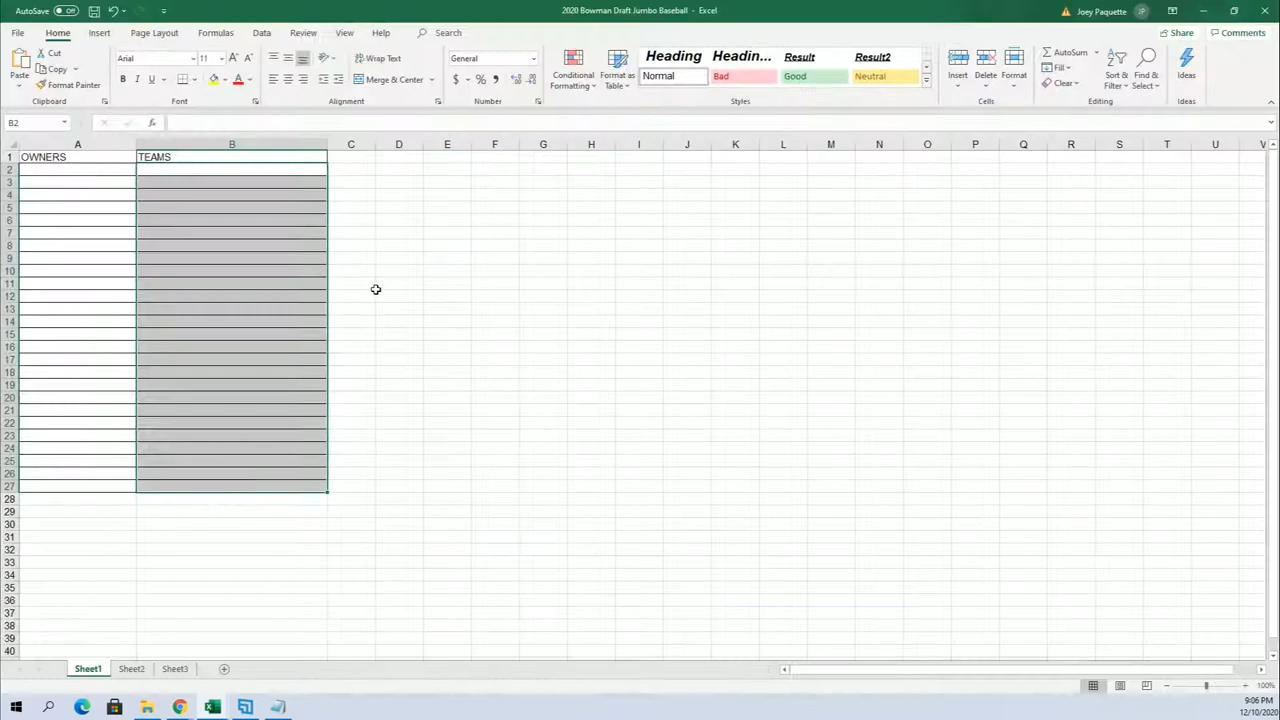 AutoSave Off 2020 Bowman Draft Jumbo Baseball - Excel Joey Paquette JP
File Home Insert Page Layout Formulas Data Review View Help Search Share Comments
Cut
Copy
Format Painter
Paste
Arial 11
B I U
Wrap Text
Merge & Center
General
$ % ,
Conditional Formatting
Format as Table
Heading Headin... Result Result2
Normal Bad Good Neutral
Insert Delete Format
AutoSum
Fill
Clear
Sort & Filter
Find & Select
Ideas
Clipboard Font Alignment Number Styles Cells Editing Ideas
B2 fx
A B C D E F G H I J K L M N O P Q R S T U V
1 OWNERS TEAMS
2
3
4
5
6
7
8
9
10
11
12
13
14
15
16
17
18
19
20
21
22
23
24
25
26
27
28
29
30
31
32
33
34
35
36
37
38
39
40
Sheet1 Sheet2 Sheet3
100%
9:06 PM
12/10/2020